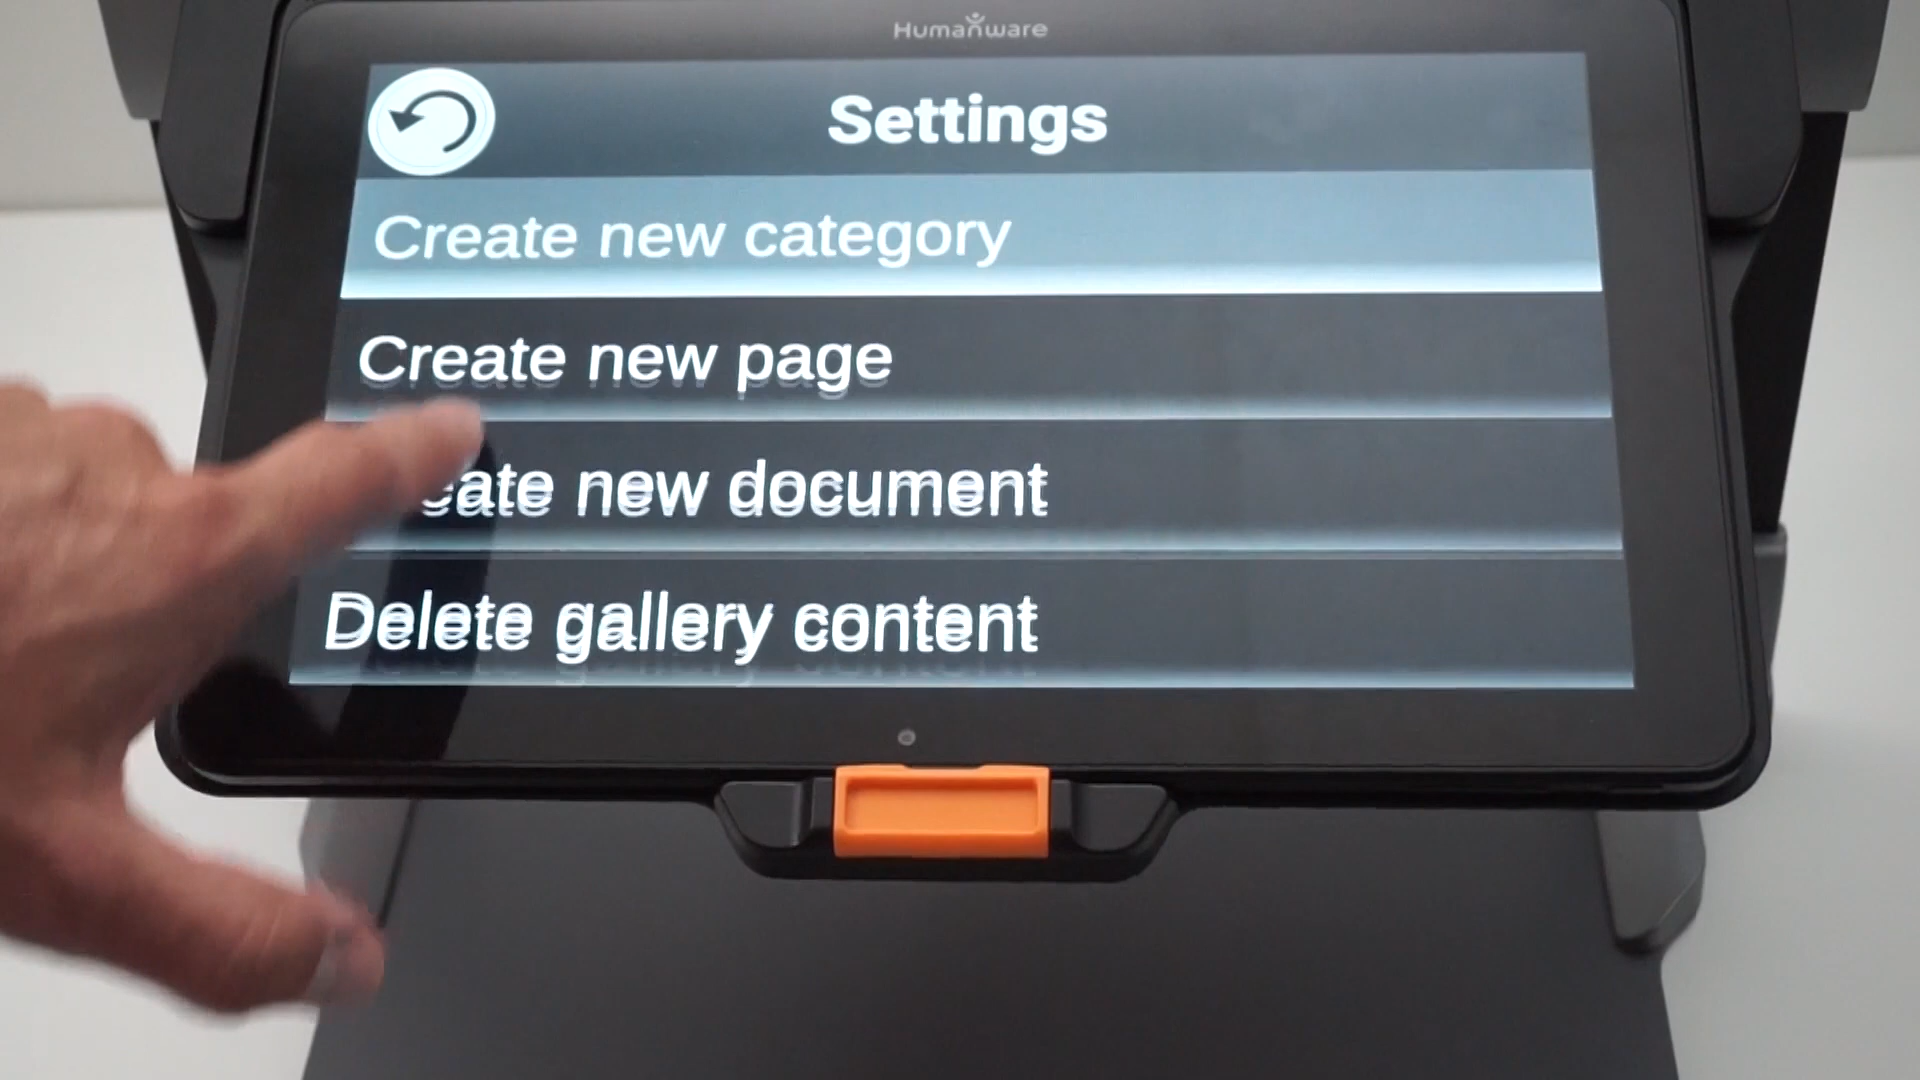 Humanware
Settings
Create new category
Create new page
eate new document
Delete gallery content